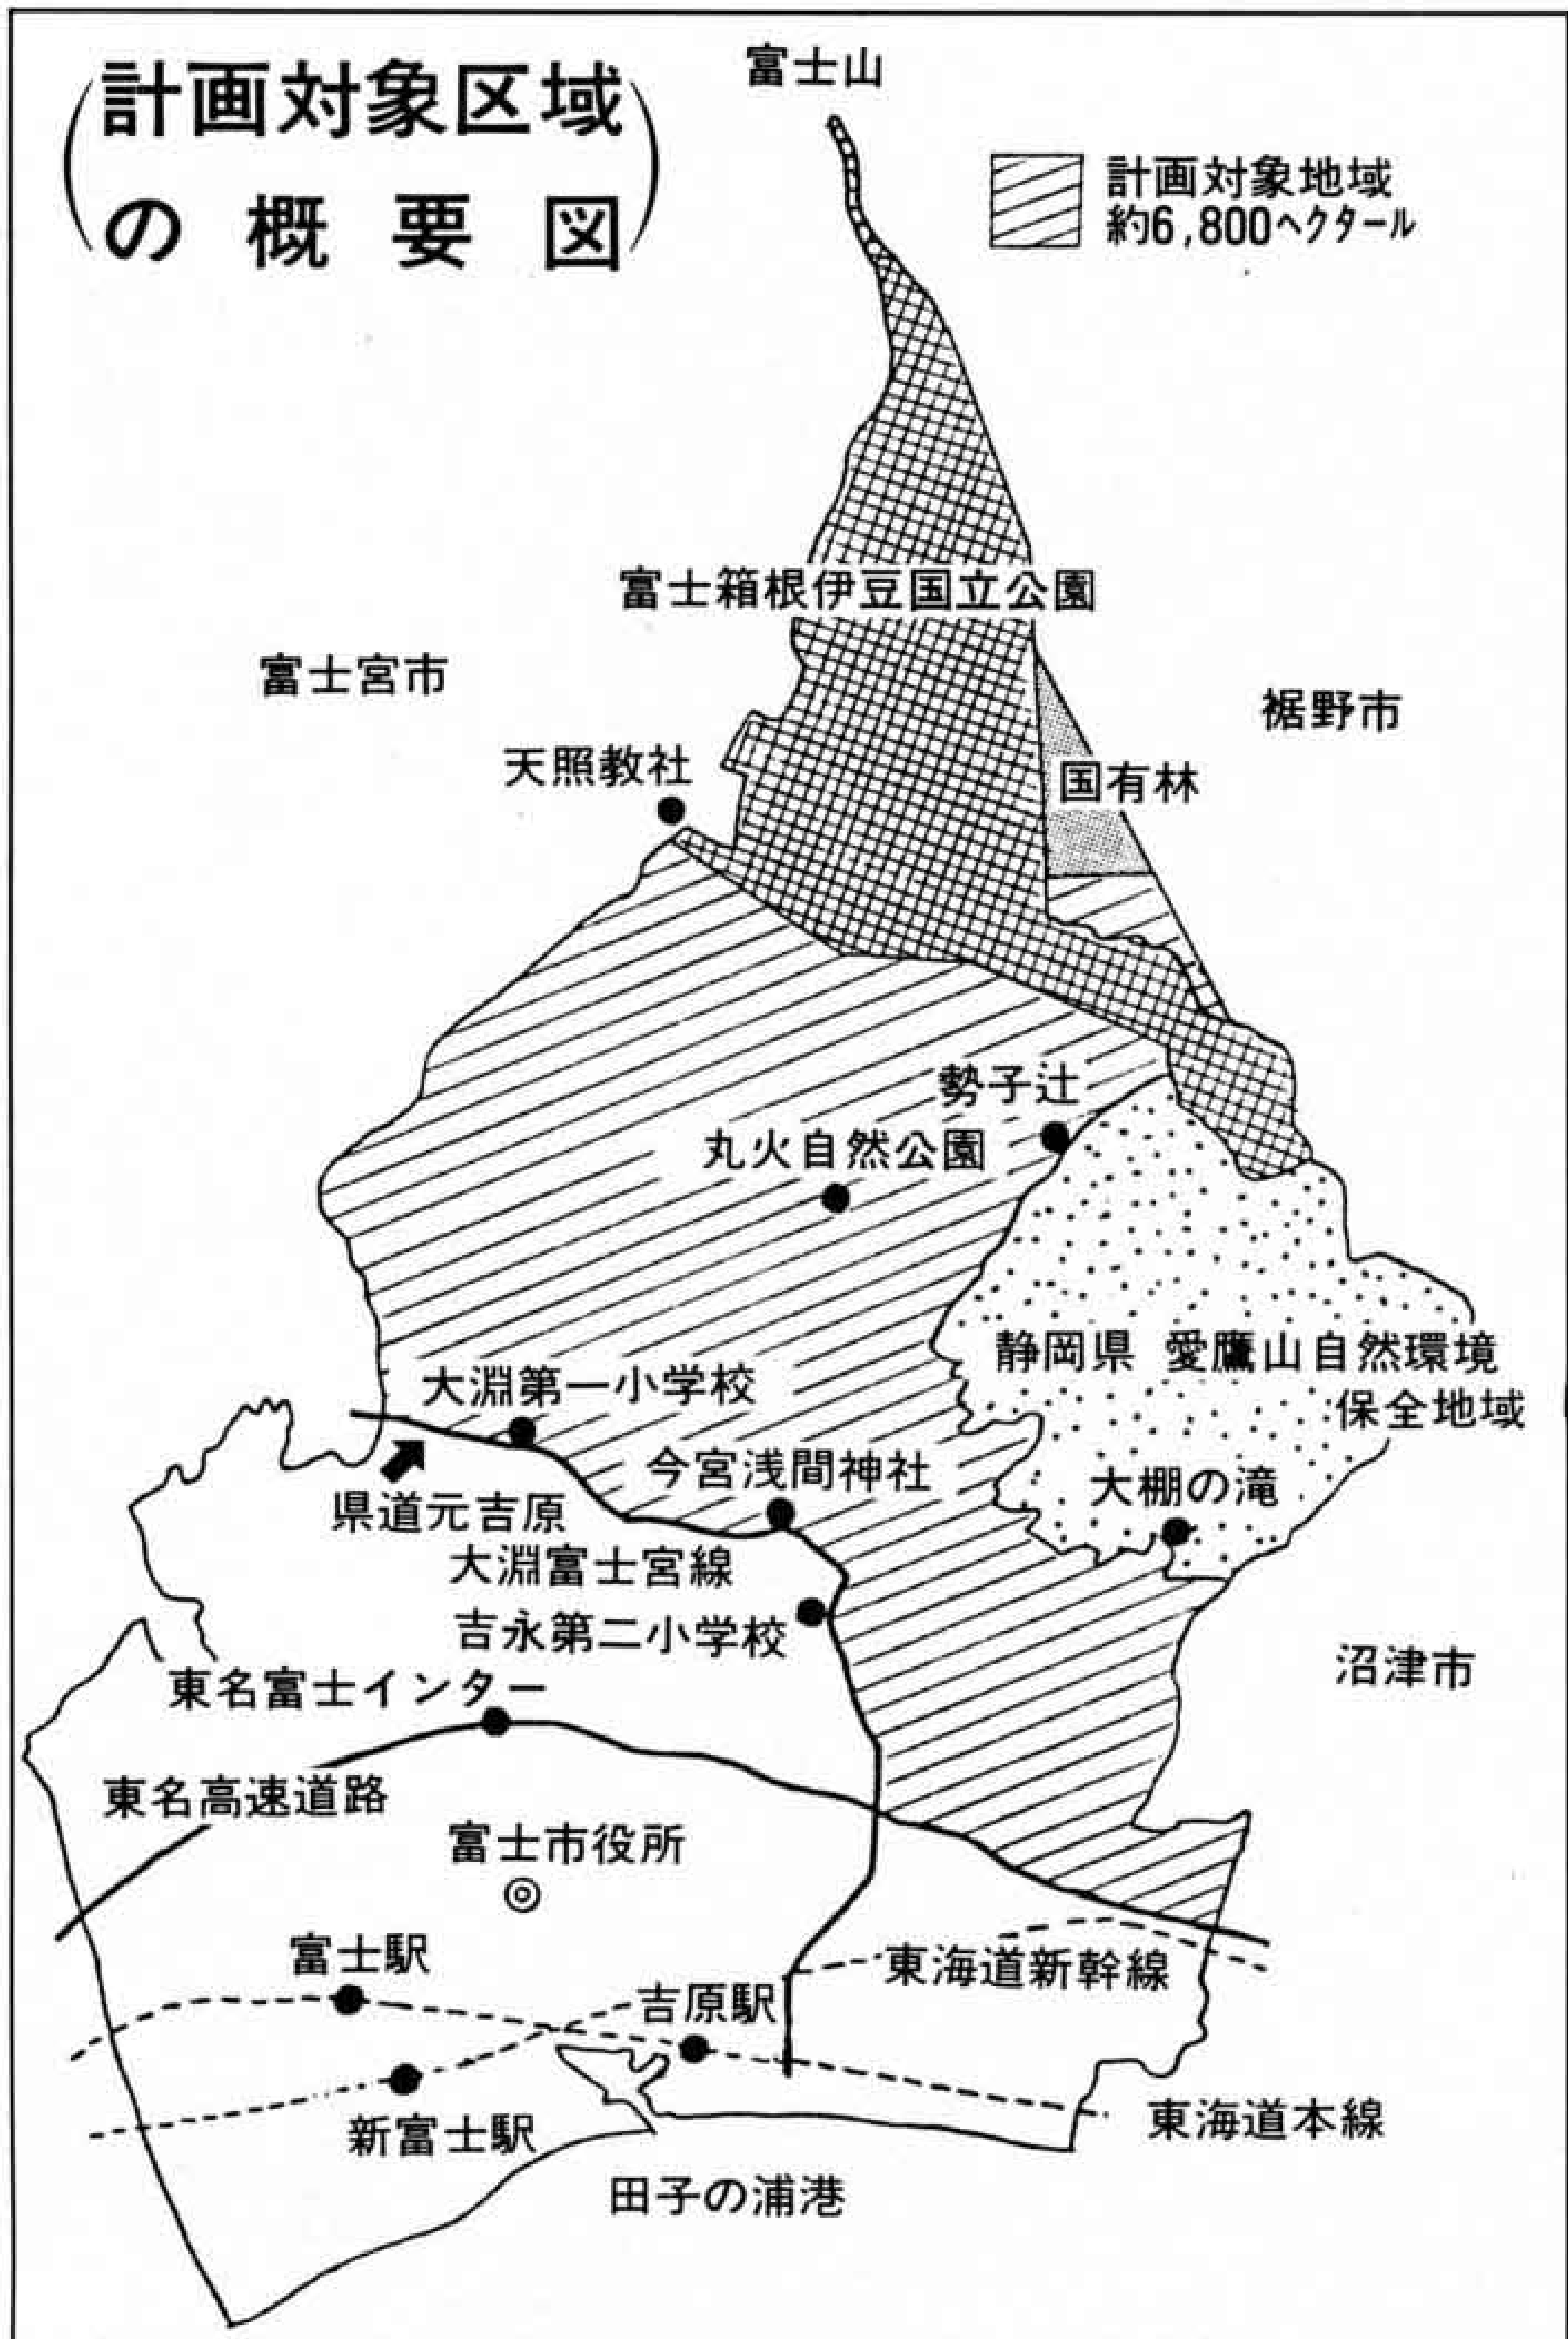 計画対象区域
の概要図
富士山
計画対象地域
約6,800ヘクタール
富士箱根伊豆国立公園
富士宮市
裾野市
天照教社
国有林
勢子辻
丸火自然公園
静岡県 愛鷹山自然環境
保全地域
大淵第一小学校
今宮浅間神社
大棚の滝
県道元吉原
大淵富士宮線
吉永第二小学校
沼津市
東名富士インター
東名高速道路
富士市役所
富士駅
東海道新幹線
吉原駅
新富士駅
東海道本線
田子の浦港